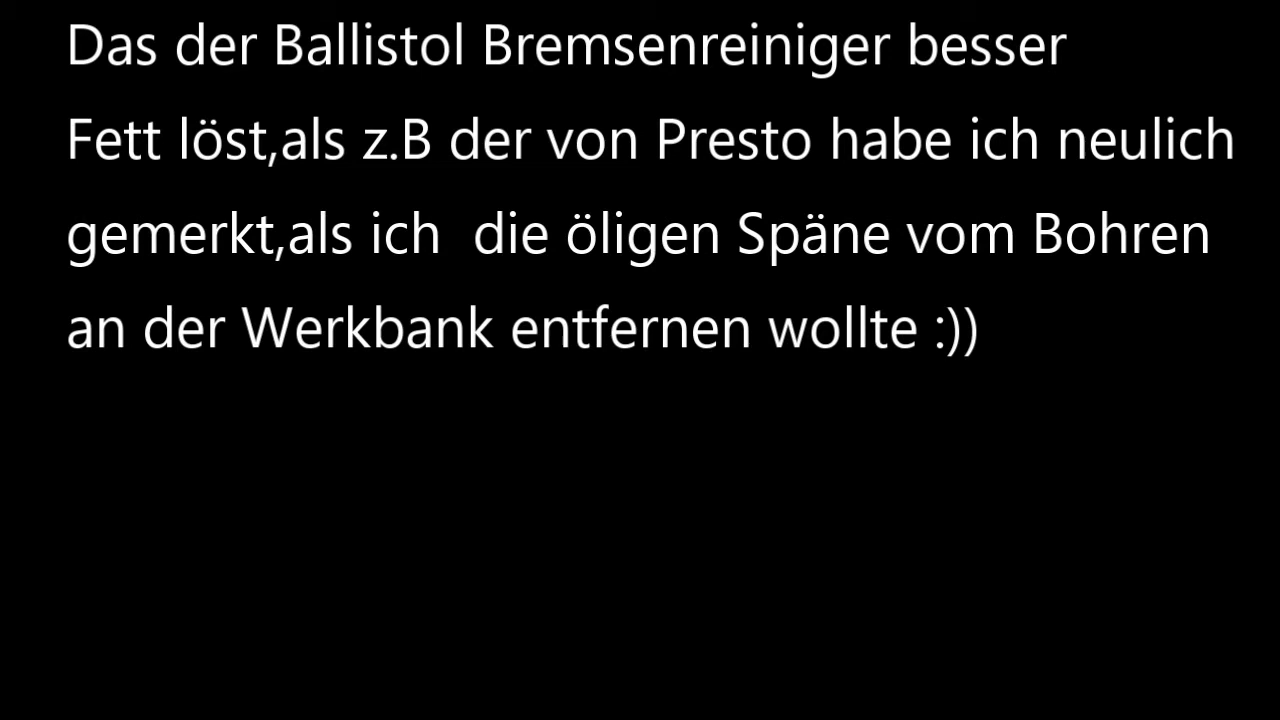 Das der Ballistol Bremsenreiniger besser
Fett löst,als z.B der von Presto habe ich neulich
gemerkt,als ich  die öligen Späne vom Bohren
an der Werkbank entfernen wollte :))